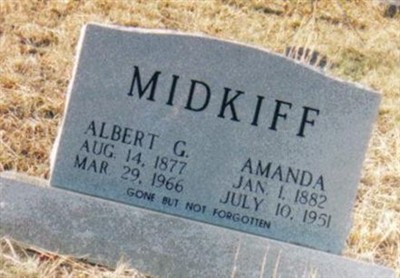 MIDKIFF
ALBERT G.
AUG. 14, 1877
MAR. 29, 1966
AMANDA
JAN. 1, 1882
JULY 10, 1951
GONE BUT NOT FORGOTTEN